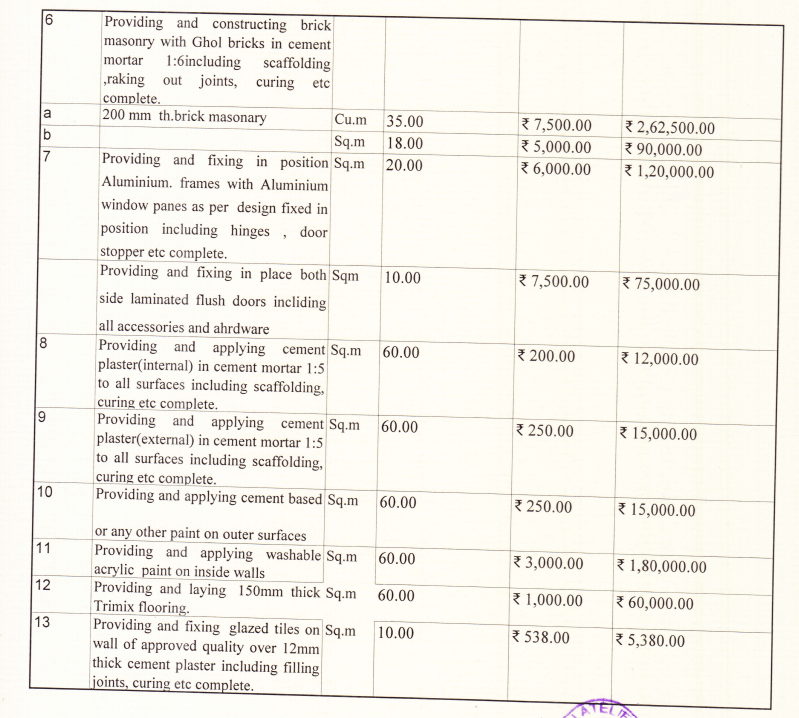 6 Providing and constructing brick
masonry with Ghol bricks in cement
mortar 1:6including scaffolding
,raking out joints, curing etc
complete.
a 200 mm th.brick masonary Cu.m 35.00 ₹ 7,500.00 ₹ 2,62,500.00
b Sq.m 18.00 ₹ 5,000.00 ₹ 90,000.00
7 Providing and fixing in position Sq.m 20.00 ₹ 6,000.00 ₹ 1,20,000.00
Aluminium. frames with Aluminium
window panes as per design fixed in
position including hinges , door
stopper etc complete.
Providing and fixing in place both Sqm 10.00 ₹ 7,500.00 ₹ 75,000.00
side laminated flush doors incliding
all accessories and ahrdware
8 Providing and applying cement Sq.m 60.00 ₹ 200.00 ₹ 12,000.00
plaster(internal) in cement mortar 1:5
to all surfaces including scaffolding,
curing etc complete.
9 Providing and applying cement Sq.m 60.00 ₹ 250.00 ₹ 15,000.00
plaster(external) in cement mortar 1:5
to all surfaces including scaffolding,
curing etc complete.
10 Providing and applying cement based Sq.m 60.00 ₹ 250.00 ₹ 15,000.00
or any other paint on outer surfaces
11 Providing and applying washable Sq.m 60.00 ₹ 3,000.00 ₹ 1,80,000.00
acrylic paint on inside walls
12 Providing and laying 150mm thick Sq.m 60.00 ₹ 1,000.00 ₹ 60,000.00
Trimix flooring.
13 Providing and fixing glazed tiles on Sq.m 10.00 ₹ 538.00 ₹ 5,380.00
wall of approved quality over 12mm
thick cement plaster including filling
joints, curing etc complete.